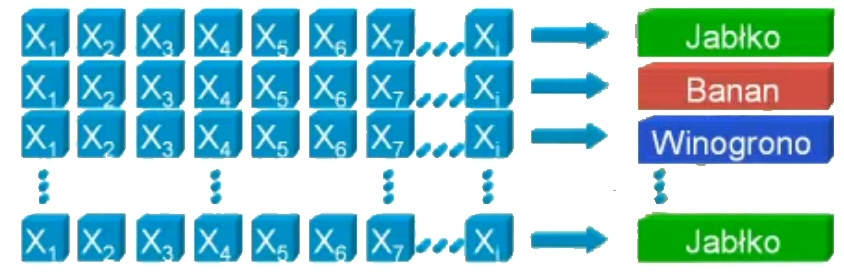 X₁ X₂ X₃ X₄ X₅ X₆ X₇ ... Xᵢ Jabłko
X₁ X₂ X₃ X₄ X₅ X₆ X₇ ... Xᵢ Banan
X₁ X₂ X₃ X₄ X₅ X₆ X₇ ... Xᵢ Winogrono
X₁ X₂ X₃ X₄ X₅ X₆ X₇ ... Xᵢ Jabłko